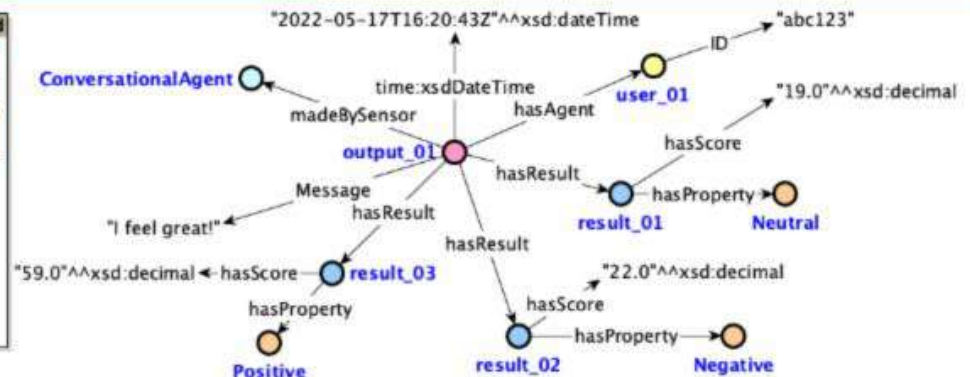 "2022-05-17T16:20:43Z"^^xsd:dateTime
"abc123"
ID
ConversationalAgent
time:xsdDateTime
user_01
hasAgent
"19.0"^^xsd:decimal
madeBySensor
hasScore
output_01
hasResult
Message
hasProperty
hasResult
result_01
Neutral
"I feel great!"
hasResult
"59.0"^^xsd:decimal
hasScore
result_03
"22.0"^^xsd:decimal
hasScore
hasProperty
hasProperty
Positive
result_02
Negative